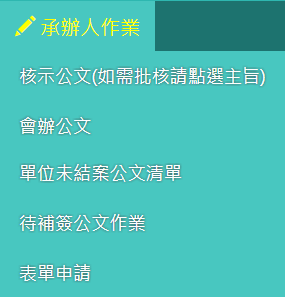 承辦人作業
核示公文(如需批核請點選主旨)
會辦公文
單位未結案公文清單
待補簽公文作業
表單申請